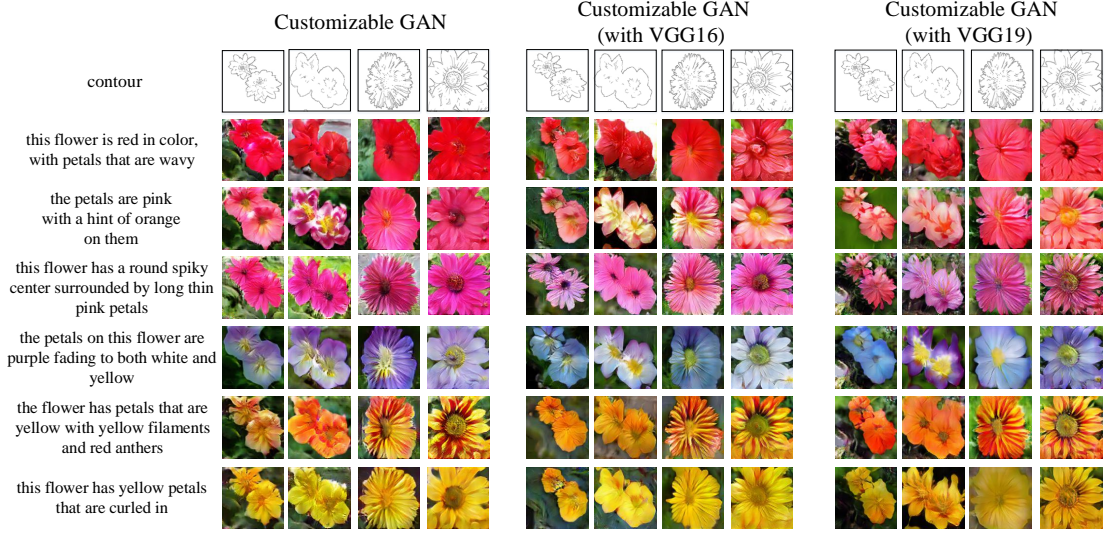 Customizable GAN
Customizable GAN
(with VGG16)
Customizable GAN
(with VGG19)
contour
this flower is red in color,
with petals that are wavy
the petals are pink
with a hint of orange
on them
this flower has a round spiky
center surrounded by long thin
pink petals
the petals on this flower are
purple fading to both white and
yellow
the flower has petals that are
yellow with yellow filaments
and red anthers
this flower has yellow petals
that are curled in